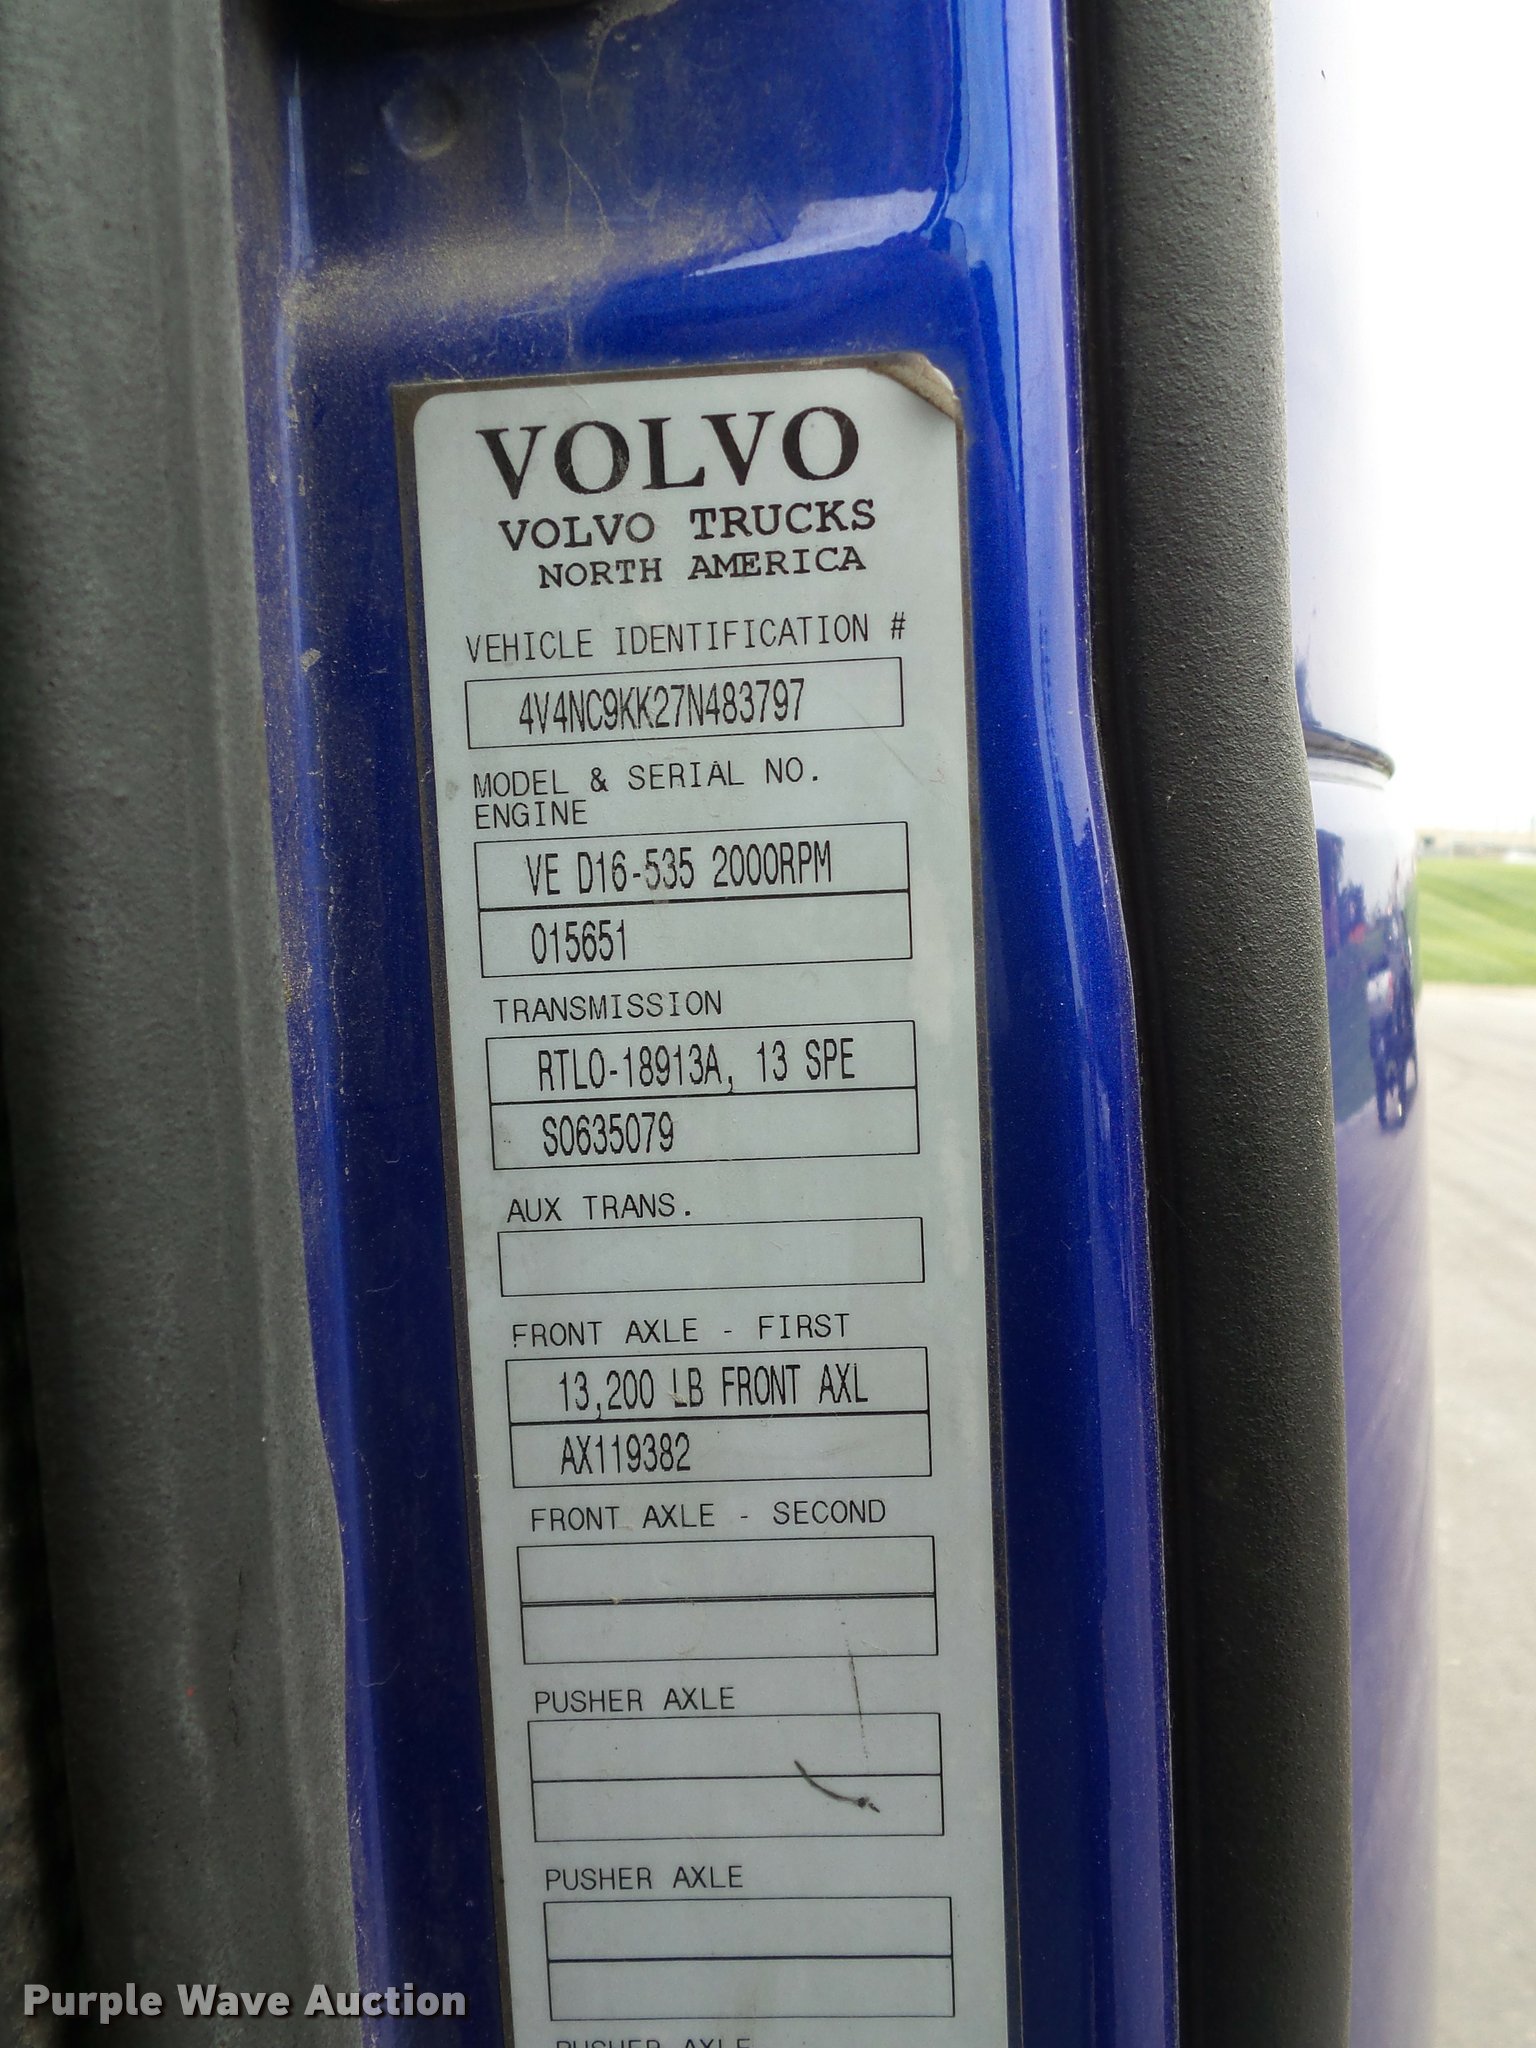 VOLVO
VOLVO TRUCKS
NORTH AMERICA
VEHICLE IDENTIFICATION #
4V4NC9KK27N483797
MODEL & SERIAL NO.
ENGINE
VE D16-535 2000RPM
015651
TRANSMISSION
RTLO-18913A, 13 SPE
S0635079
AUX TRANS.
FRONT AXLE - FIRST
13,200 LB FRONT AXL
AX119382
FRONT AXLE - SECOND
PUSHER AXLE
PUSHER AXLE
PUSHER AXLE
Purple Wave Auction